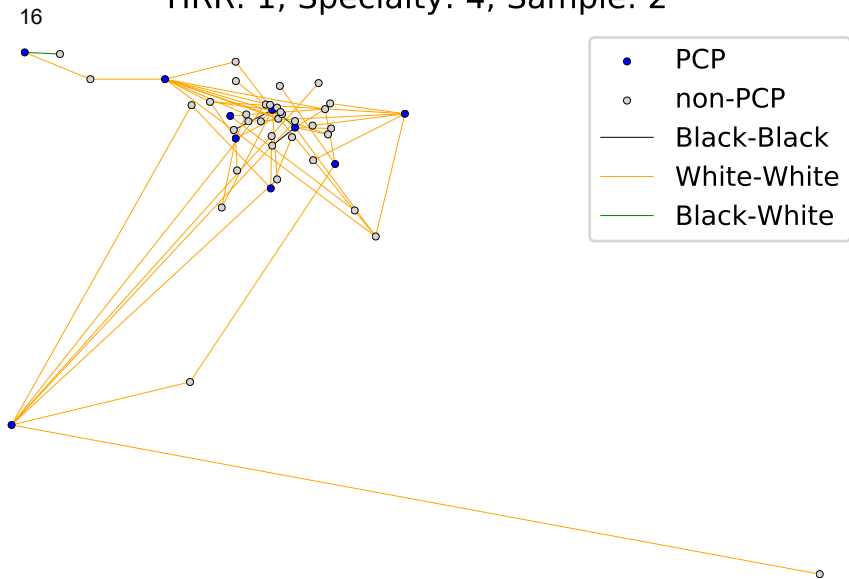 HRR: 1, Specialty: 4, Sample: 2
16
PCP
non-PCP
Black-Black
White-White
Black-White